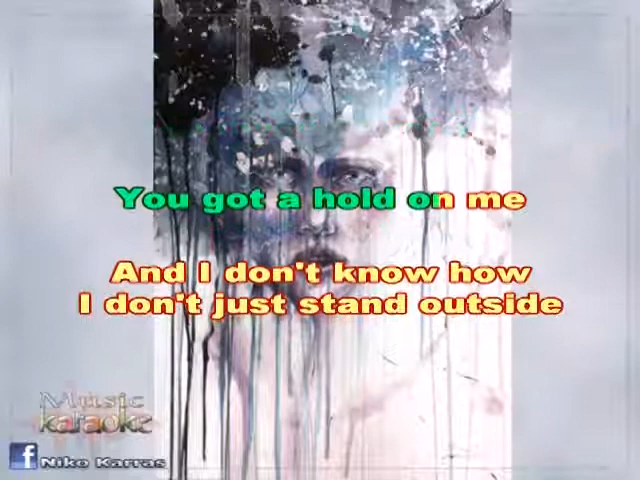 You got a hold on me
And I don't know how
I don't just stand outside
Music
karaoke
f Niko Karras